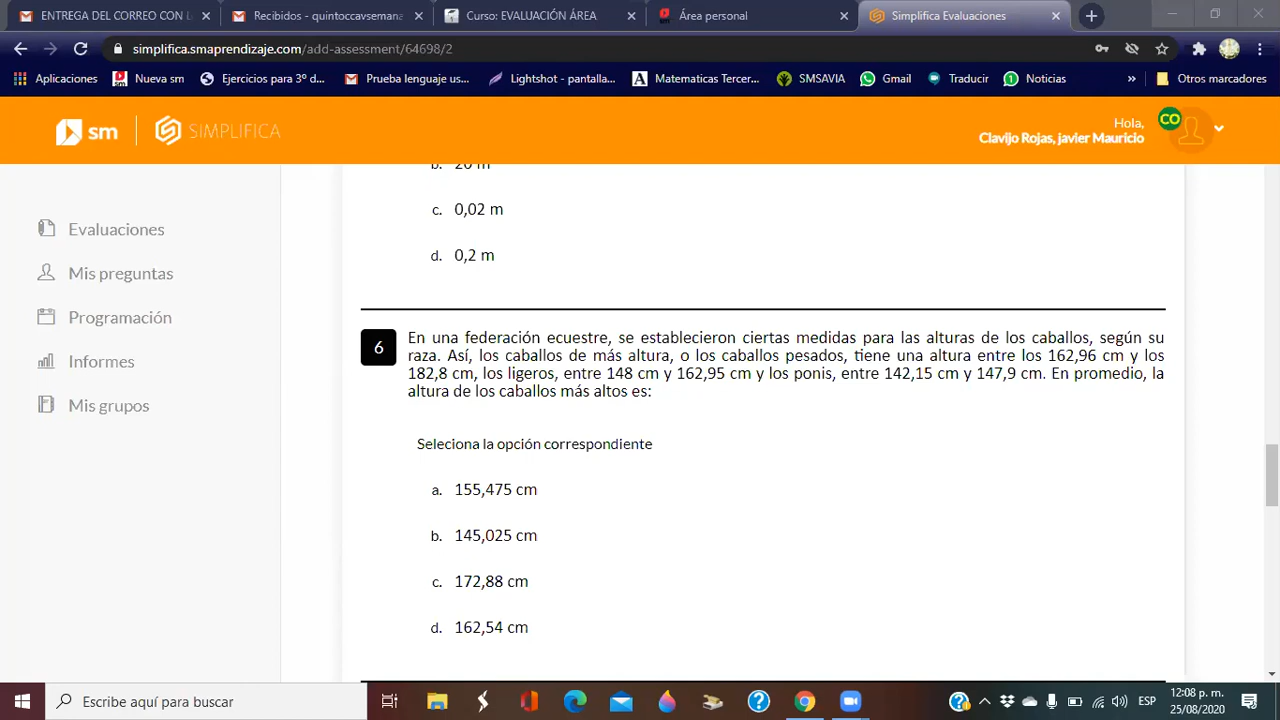 ENTREGA DEL CORREO CON L
Recibidos - quintoccavsemana
Curso: EVALUACIÓN ÁREA
Área personal
Simplifica Evaluaciones
simplifica.smaprendizaje.com/add-assessment/64698/2
Aplicaciones
Nueva sm
Ejercicios para 3º d...
Prueba lenguaje us...
Lightshot - pantalla...
Matematicas Tercer...
SMSAVIA
Gmail
Traducir
Noticias
»
Otros marcadores
sm
SIMPLIFICA
Hola,
Clavijo Rojas, javier Mauricio
CO
Evaluaciones
Mis preguntas
Programación
Informes
Mis grupos
b. 20 m
c. 0,02 m
d. 0,2 m
6
En una federación ecuestre, se establecieron ciertas medidas para las alturas de los caballos, según su
raza. Así, los caballos de más altura, o los caballos pesados, tiene una altura entre los 162,96 cm y los
182,8 cm, los ligeros, entre 148 cm y 162,95 cm y los ponis, entre 142,15 cm y 147,9 cm. En promedio, la
altura de los caballos más altos es:
Seleciona la opción correspondiente
a. 155,475 cm
b. 145,025 cm
c. 172,88 cm
d. 162,54 cm
Escribe aquí para buscar
ESP
12:08 p. m.
25/08/2020